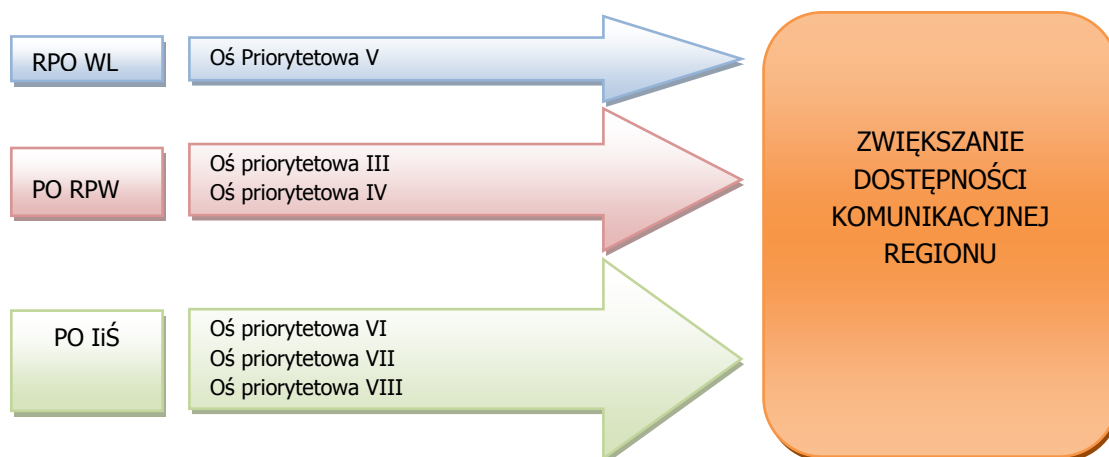 RPO WL
Oś Priorytetowa V
PO RPW
Oś priorytetowa III
Oś priorytetowa IV
PO IiŚ
Oś priorytetowa VI
Oś priorytetowa VII
Oś priorytetowa VIII
ZWIĘKSZANIE
DOSTĘPNOŚCI
KOMUNIKACYJNEJ
REGIONU